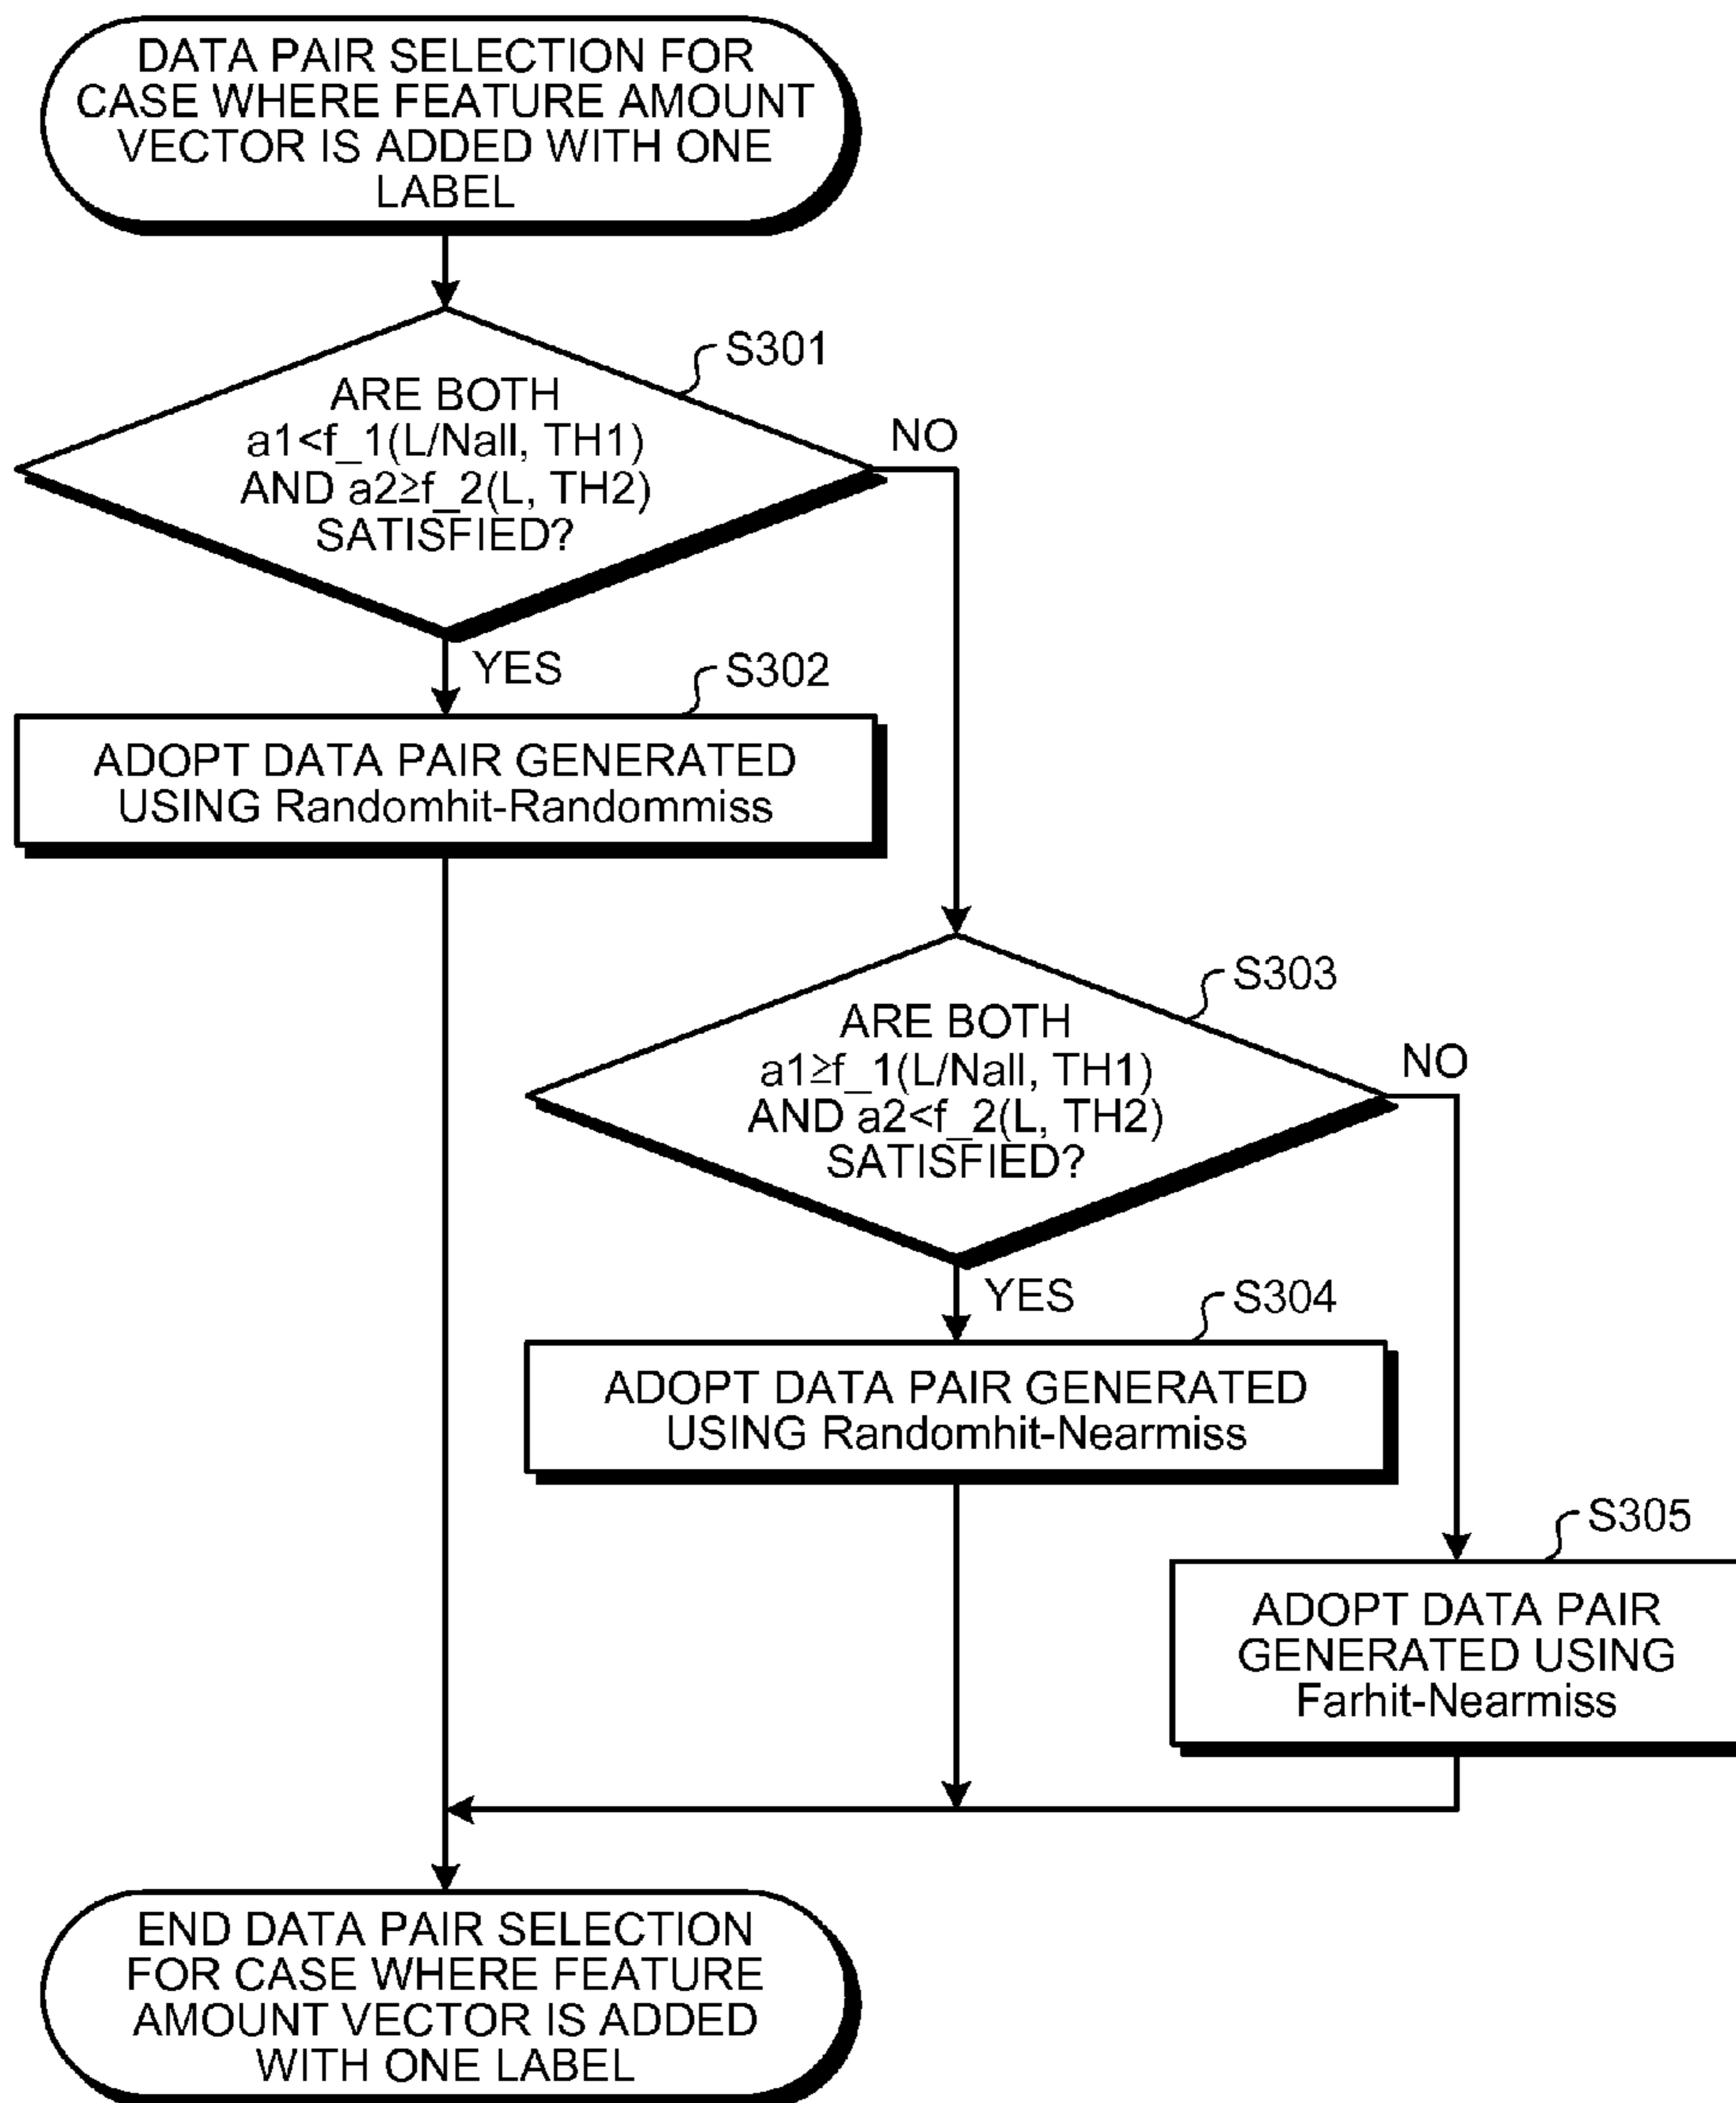 DATA PAIR SELECTION FOR
CASE WHERE FEATURE AMOUNT
VECTOR IS ADDED WITH ONE
LABEL
S301
ARE BOTH
a1<f_1(L/Nall, TH1)
AND a2≥f_2(L, TH2)
SATISFIED?
NO
YES
S302
ADOPT DATA PAIR GENERATED
USING Randomhit-Randommiss
S303
ARE BOTH
a1≥f_1(L/Nall, TH1)
AND a2<f_2(L, TH2)
SATISFIED?
NO
YES
S304
ADOPT DATA PAIR GENERATED
USING Randomhit-Nearmiss
S305
ADOPT DATA PAIR
GENERATED USING
Farhit-Nearmiss
END DATA PAIR SELECTION
FOR CASE WHERE FEATURE
AMOUNT VECTOR IS ADDED
WITH ONE LABEL